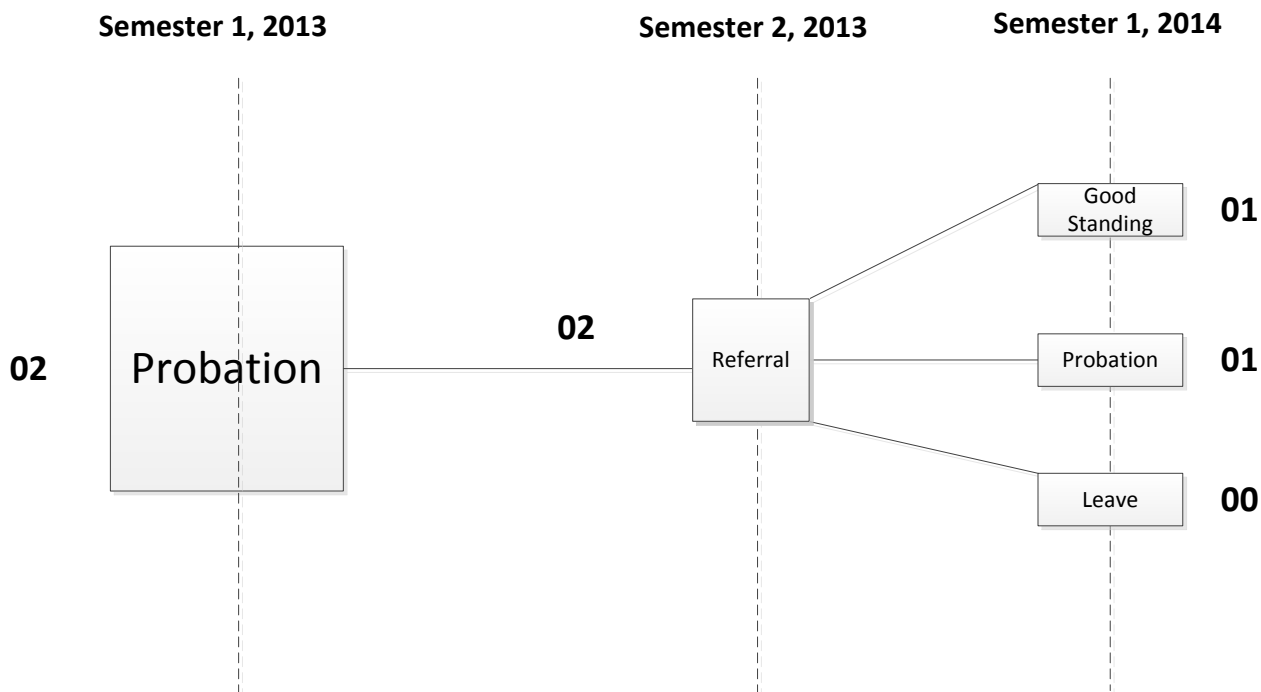 Semester 1, 2013
Semester 2, 2013
Semester 1, 2014
Good
Standing
01
02
Probation
02
Referral
Probation
01
Leave
00